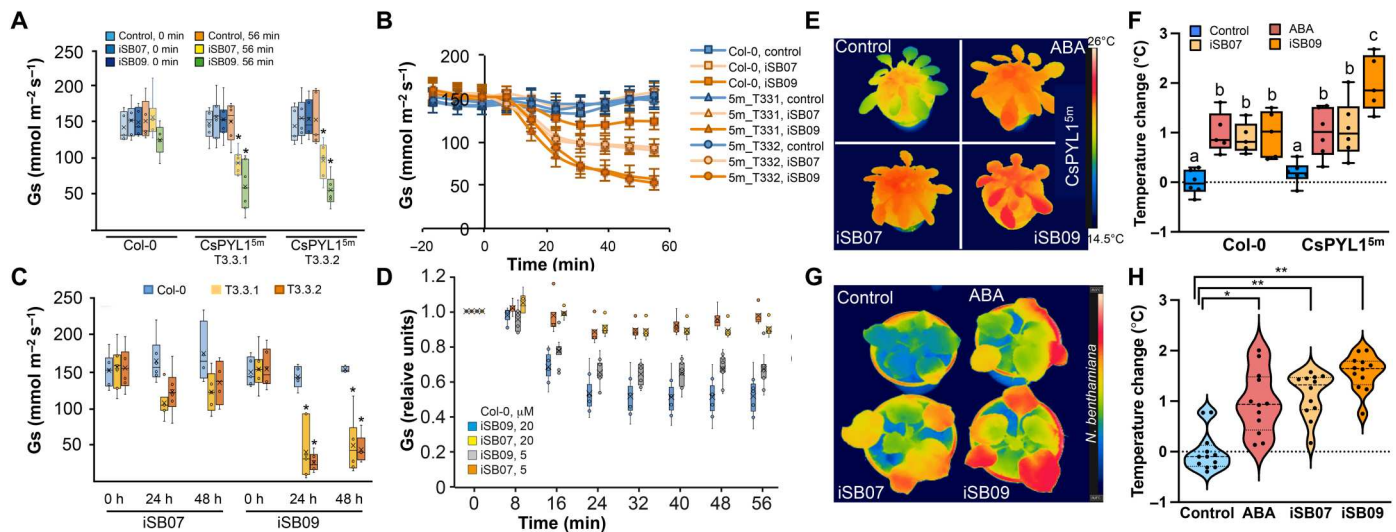 A
Control, 0 min
iSB07, 0 min
iSB09. 0 min
Control, 56 min
iSB07, 56 min
iSB09, 56 min
Gs (mmol m⁻² s⁻¹)
250
200
150
100
50
0
Col-0
CsPYL1⁵ᵐ
T3.3.1
CsPYL1⁵ᵐ
T3.3.2
* * * *
B
Gs (mmol m⁻² s⁻¹)
200
150
100
50
0
−20
0
20
40
60
Time (min)
Col-0, control
Col-0, iSB07
Col-0, iSB09
5m_T331, control
5m_T331, iSB07
5m_T331, iSB09
5m_T332, control
5m_T332, iSB07
5m_T332, iSB09
C
Col-0
T3.3.1
T3.3.2
Gs (mmol m⁻² s⁻¹)
250
200
150
100
50
0
* * * *
0 h 24 h 48 h 0 h 24 h 48 h
iSB07 iSB09
D
Gs (relaive units)
1.2
1.0
0.8
0.6
0.4
0.2
0.0
Col-0, μM
iSB09, 20
iSB07, 20
iSB09, 5
iSB07, 5
0 8 16 24 32 40 48 56
Time (min)
E
Control
ABA
iSB07
iSB09
CsPYL1⁵ᵐ
26°C
14.5°C
F
Control
iSB07
ABA
iSB09
Temperature change (°C)
3
2
1
0
−1
a b b b a b b c
Col-0 CsPYL1⁵ᵐ
G
Control
ABA
iSB07
iSB09
N. benthamiana
H
Temperature change (°C)
3
2
1
0
−1
**
**
*
Control ABA iSB07 iSB09